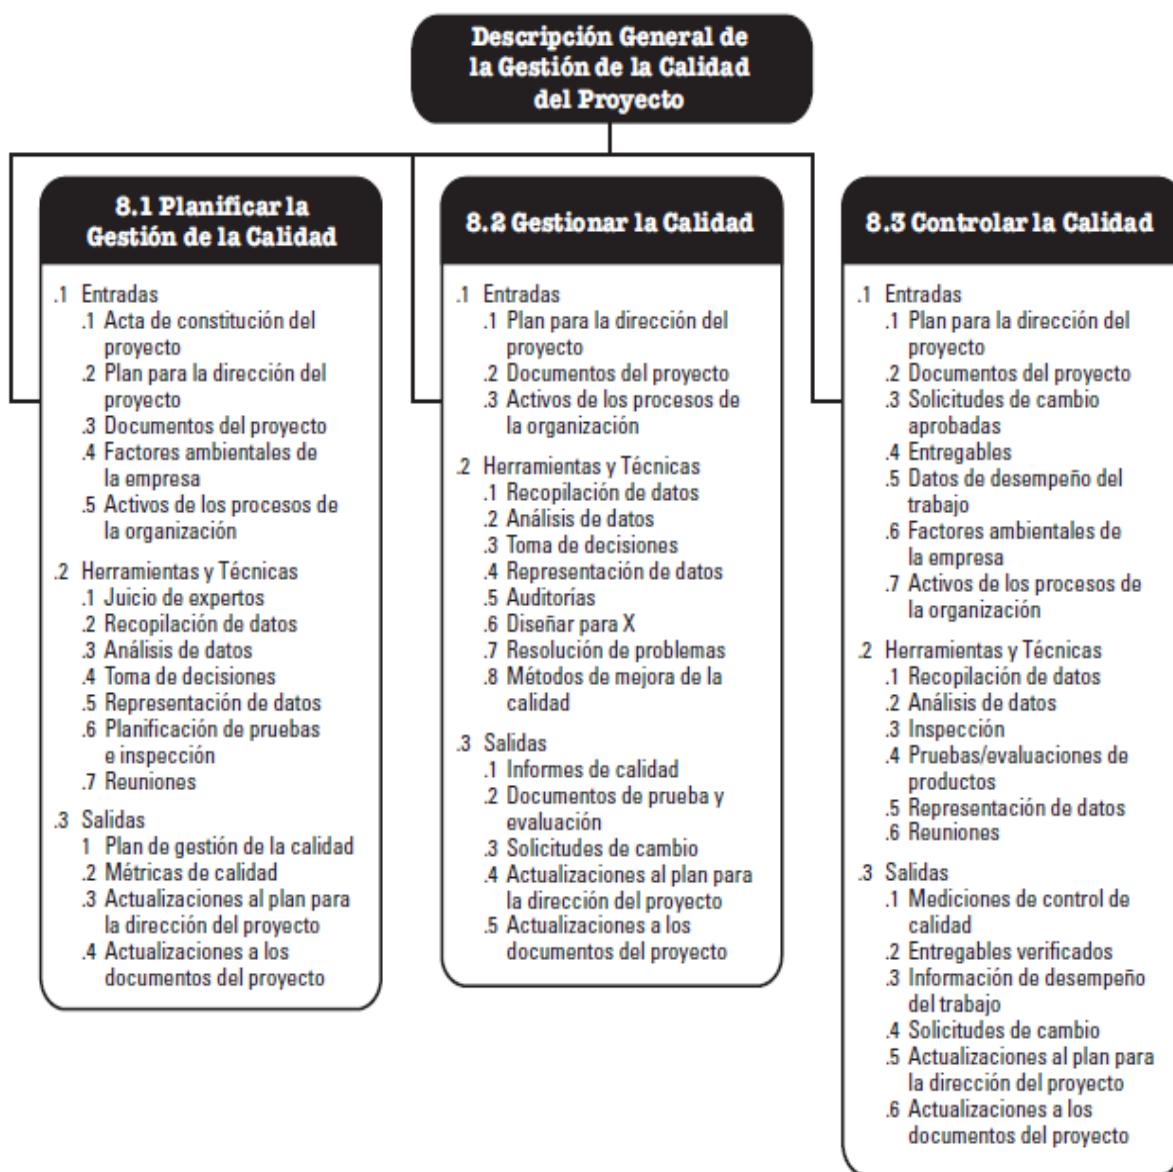 Descripción General de
la Gestión de la Calidad
del Proyecto
8.1 Planificar la
Gestión de la Calidad
.1 Entradas
.1 Acta de constitución del
proyecto
.2 Plan para la dirección del
proyecto
.3 Documentos del proyecto
.4 Factores ambientales de
la empresa
.5 Activos de los procesos de
la organización
.2 Herramientas y Técnicas
.1 Juicio de expertos
.2 Recopilación de datos
.3 Análisis de datos
.4 Toma de decisiones
.5 Representación de datos
.6 Planificación de pruebas
e inspección
.7 Reuniones
.3 Salidas
1 Plan de gestión de la calidad
.2 Métricas de calidad
.3 Actualizaciones al plan para
la dirección del proyecto
.4 Actualizaciones a los
documentos del proyecto
8.2 Gestionar la Calidad
.1 Entradas
.1 Plan para la dirección del
proyecto
.2 Documentos del proyecto
.3 Activos de los procesos de
la organización
.2 Herramientas y Técnicas
.1 Recopilación de datos
.2 Análisis de datos
.3 Toma de decisiones
.4 Representación de datos
.5 Auditorías
.6 Diseñar para X
.7 Resolución de problemas
.8 Métodos de mejora de la
calidad
.3 Salidas
.1 Informes de calidad
.2 Documentos de prueba y
evaluación
.3 Solicitudes de cambio
.4 Actualizaciones al plan para
la dirección del proyecto
.5 Actualizaciones a los
documentos del proyecto
8.3 Controlar la Calidad
.1 Entradas
.1 Plan para la dirección del
proyecto
.2 Documentos del proyecto
.3 Solicitudes de cambio
aprobadas
.4 Entregables
.5 Datos de desempeño del
trabajo
.6 Factores ambientales de
la empresa
.7 Activos de los procesos de
la organización
.2 Herramientas y Técnicas
.1 Recopilación de datos
.2 Análisis de datos
.3 Inspección
.4 Pruebas/evaluaciones de
productos
.5 Representación de datos
.6 Reuniones
.3 Salidas
.1 Mediciones de control de
calidad
.2 Entregables verificados
.3 Información de desempeño
del trabajo
.4 Solicitudes de cambio
.5 Actualizaciones al plan para
la dirección del proyecto
.6 Actualizaciones a los
documentos del proyecto